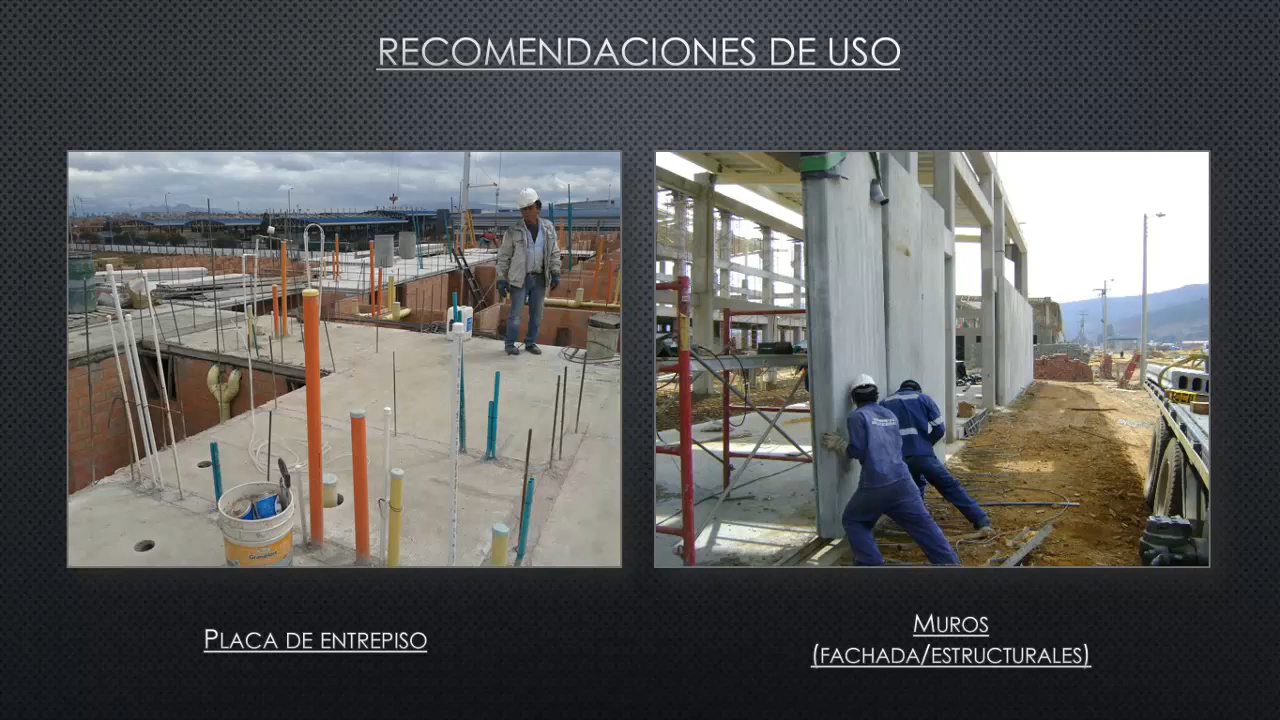 RECOMENDACIONES DE USO
PLACA DE ENTREPISO
MUROS
(FACHADA/ESTRUCTURALES)